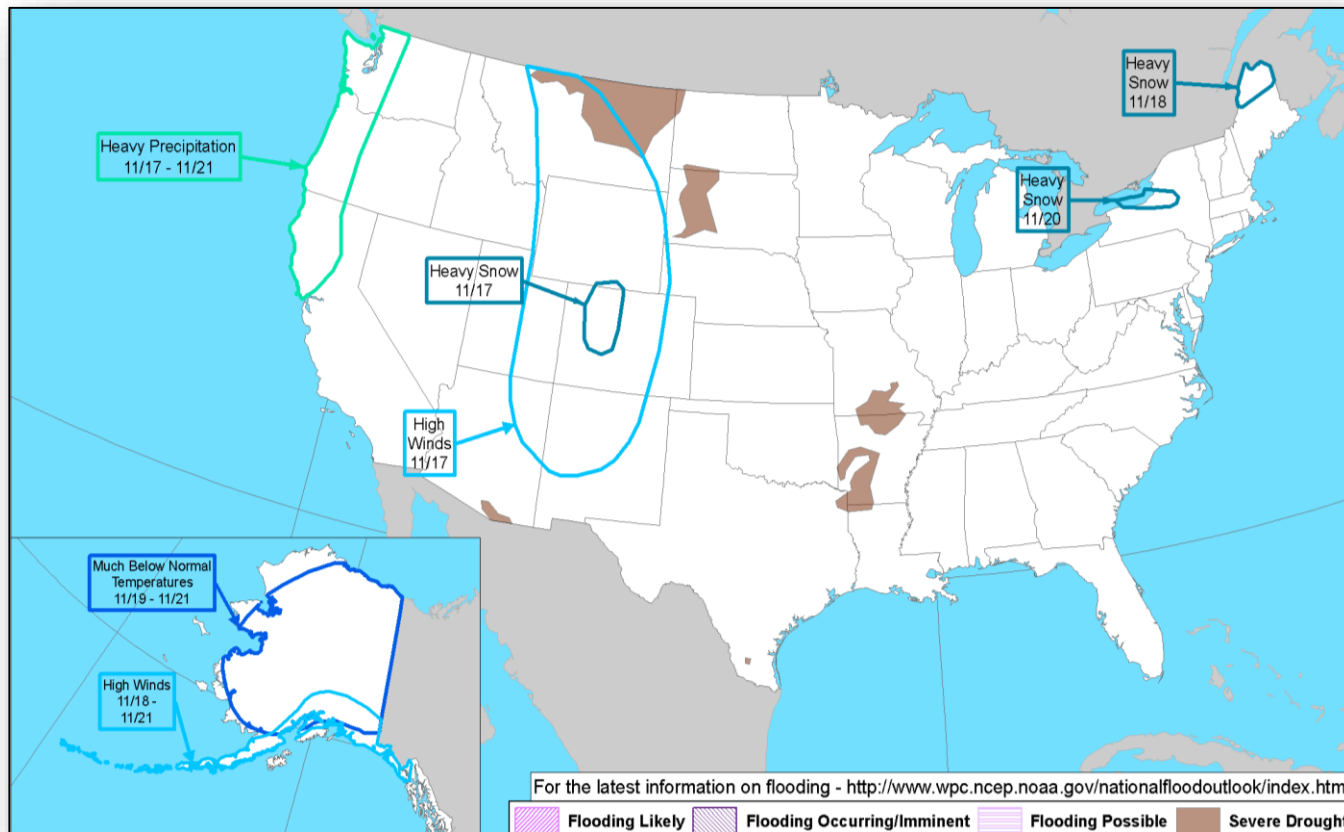 Heavy
Snow
11/18
Heavy Precipitation
11/17 - 11/21
Heavy
Snow
11/20
Heavy Snow
11/17
High
Winds
11/17
Much Below Normal
Temperatures
11/19 - 11/21
High Winds
11/18 -
11/21
For the latest information on flooding - http://www.wpc.ncep.noaa.gov/nationalfloodoutlook/index.htm
Flooding Likely
Flooding Occurring/Imminent
Flooding Possible
Severe Drough